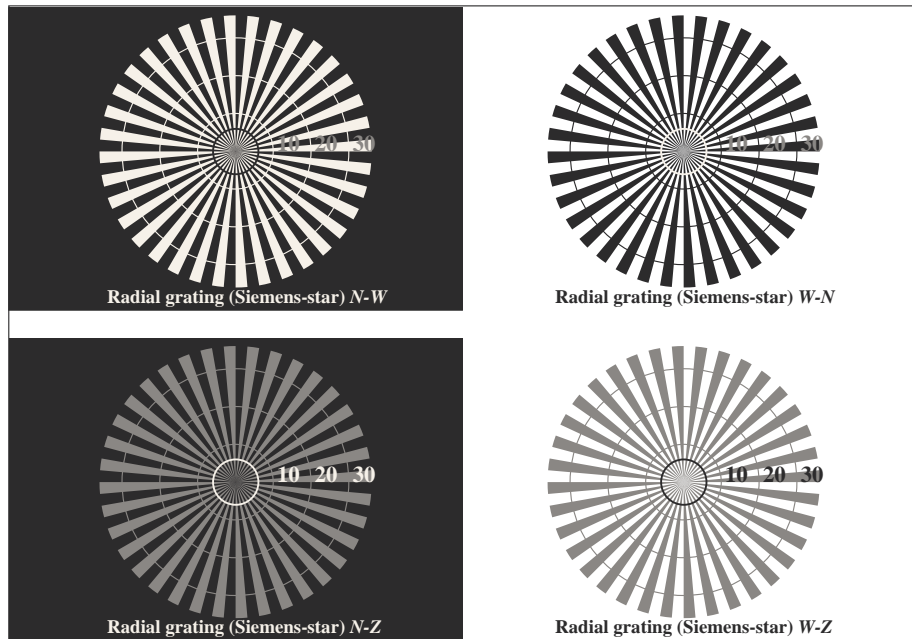 10 20 30
Radial grating (Siemens-star) N-W
10 20 30
Radial grating (Siemens-star) W-N
10 20 30
Radial grating (Siemens-star) N-Z
10 20 30
Radial grating (Siemens-star) W-Z